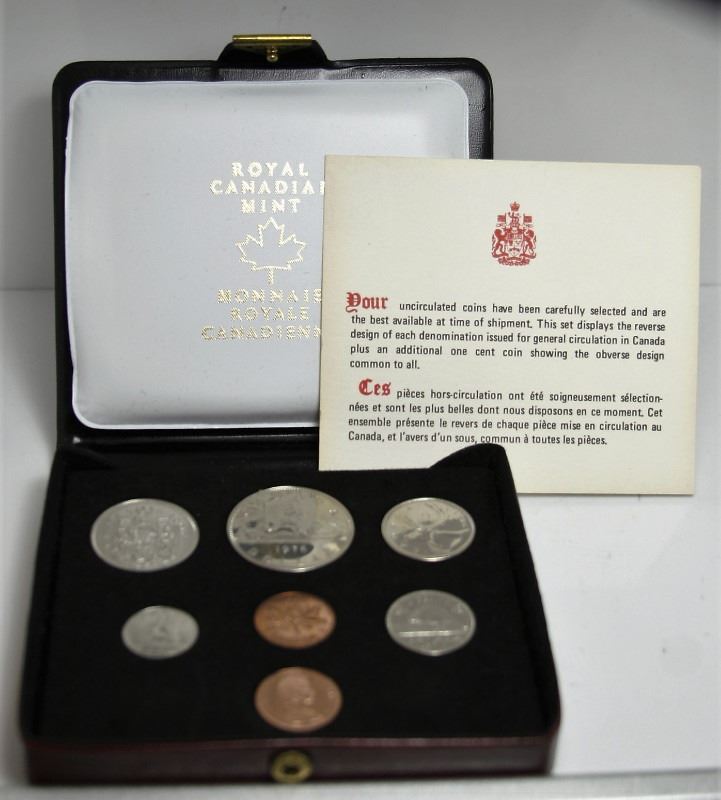 ROYAL
CANADIAN
MINT
MONNAIE
ROYALE
CANADIENNE
Your uncirculated coins have been carefully selected and are
the best available at time of shipment. This set displays the reverse
design of each denomination issued for general circulation in Canada
plus an additional one cent coin showing the obverse design
common to all.
Ces pièces hors-circulation ont été soigneusement sélection-
nées et sont les plus belles dont nous disposons en ce moment. Cet
ensemble présente le revers de chaque pièce mise en circulation au
Canada, et l'avers d'un sous, commun à toutes les pièces.
1976